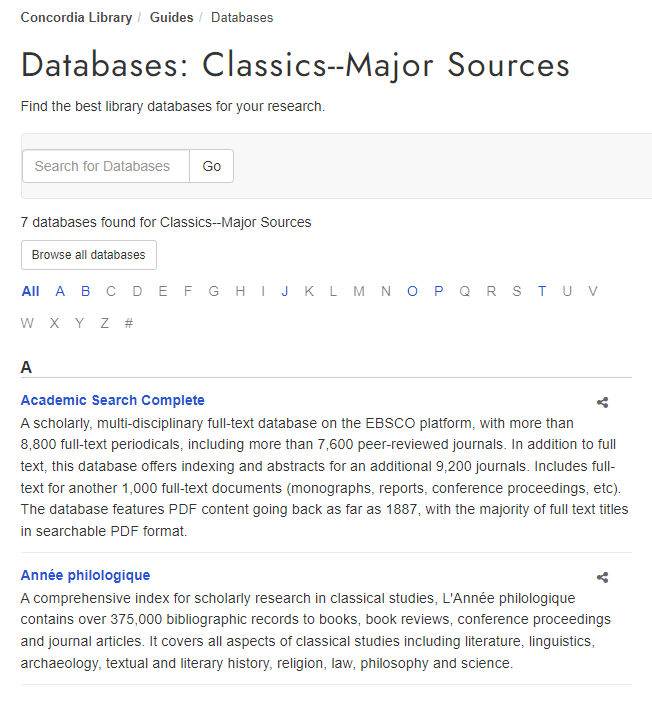 Concordia Library / Guides / Databases
Databases: Classics--Major Sources
Find the best library databases for your research.
Search for Databases Go
7 databases found for Classics--Major Sources
Browse all databases
All A B C D E F G H I J K L M N O P Q R S T U V
W X Y Z #
A
Academic Search Complete
A scholarly, multi-disciplinary full-text database on the EBSCO platform, with more than
8,800 full-text periodicals, including more than 7,600 peer-reviewed journals. In addition to full
text, this database offers indexing and abstracts for an additional 9,200 journals. Includes full-
text for another 1,000 full-text documents (monographs, reports, conference proceedings, etc).
The database features PDF content going back as far as 1887, with the majority of full text titles
in searchable PDF format.
Année philologique
A comprehensive index for scholarly research in classical studies, L'Année philologique
contains over 375,000 bibliographic records to books, book reviews, conference proceedings
and journal articles. It covers all aspects of classical studies including literature, linguistics,
archaeology, textual and literary history, religion, law, philosophy and science.